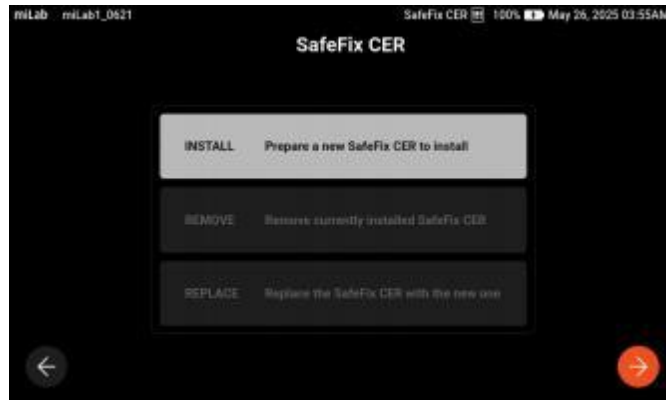 miLab miLab1_0621 SafeFix CER 100% May 26, 2025 03:55AM
SafeFix CER
INSTALL Prepare a new SafeFix CER to install
REMOVE Remove currently installed SafeFix CER
REPLACE Replace the SafeFix CER with the new one